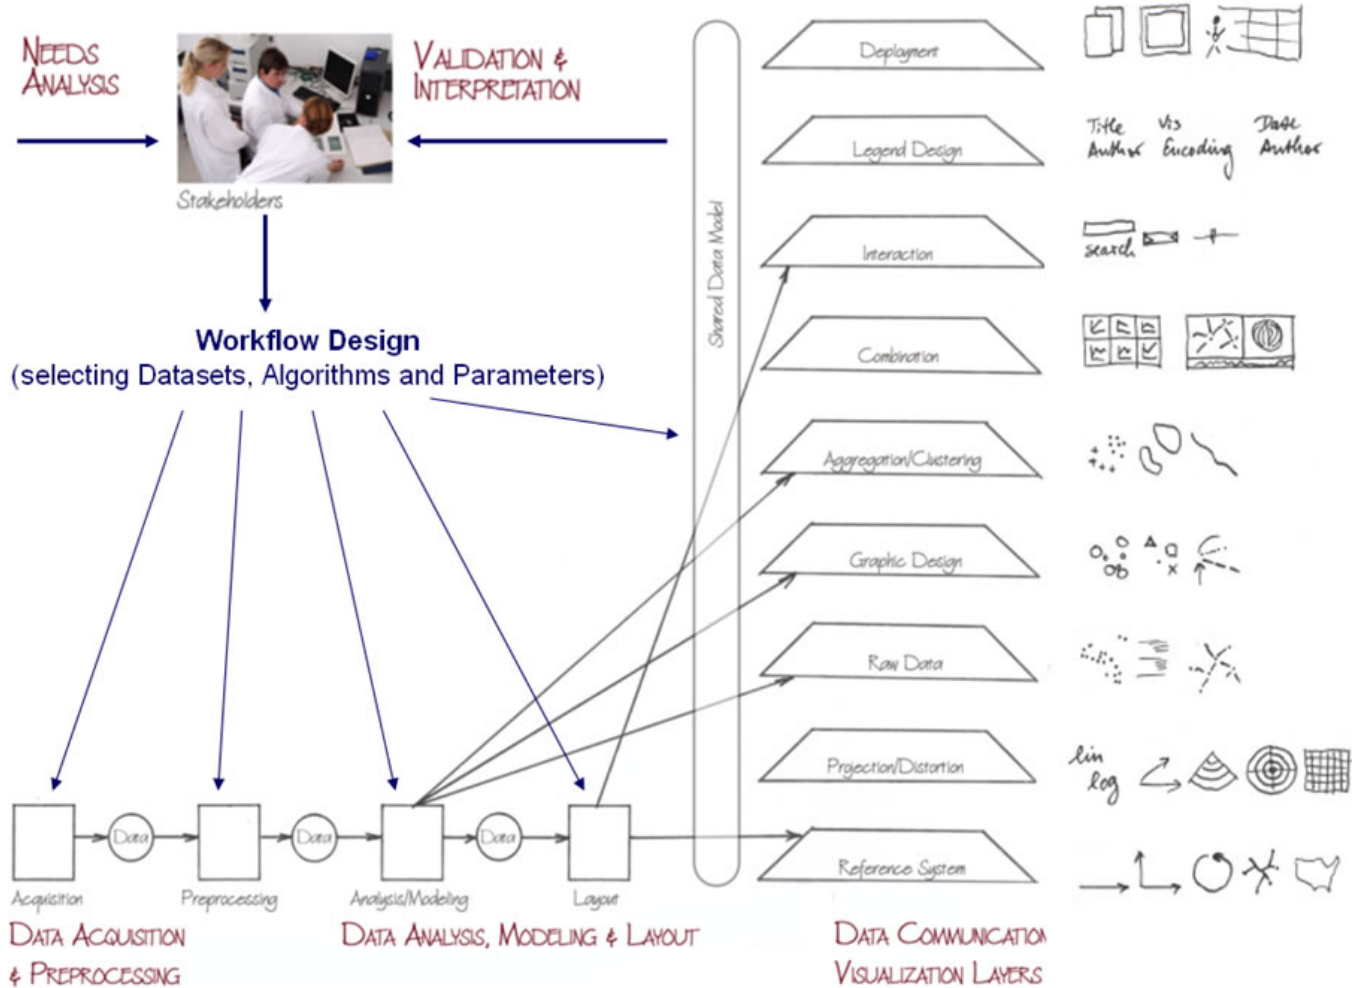 NEEDS
ANALYSIS
VALIDATION &
INTERPRETATION
Stakeholders
Workflow Design
(selecting Datasets, Algorithms and Parameters)
Shared Data Model
Deployment
Legend Design
Title Vis Date
Author Encoding Author
Interaction
search
Combination
Aggregation/Clustering
Graphic Design
Raw Data
Projection/Distortion
lin
log
Reference System
Data Data Data
Acquisition Preprocessing Analysis/Modeling Layout
DATA ACQUISITION
& PREPROCESSING
DATA ANALYSIS, MODELING & LAYOUT
DATA COMMUNICATION
VISUALIZATION LAYERS